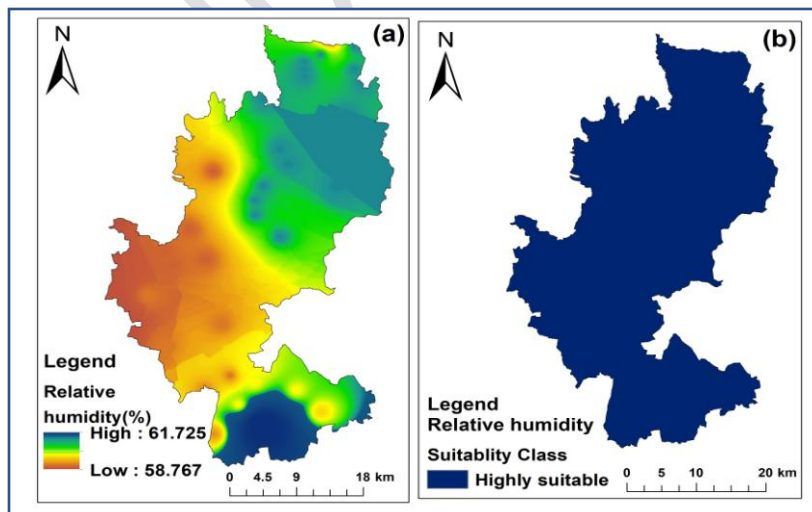 (a)
N
Legend
Relative
humidity(%)
High : 61.725
Low : 58.767
0 4.5 9 18 km
(b)
N
Legend
Relative humidity
Suitablity Class
Highly suitable
0 5 10 20 km